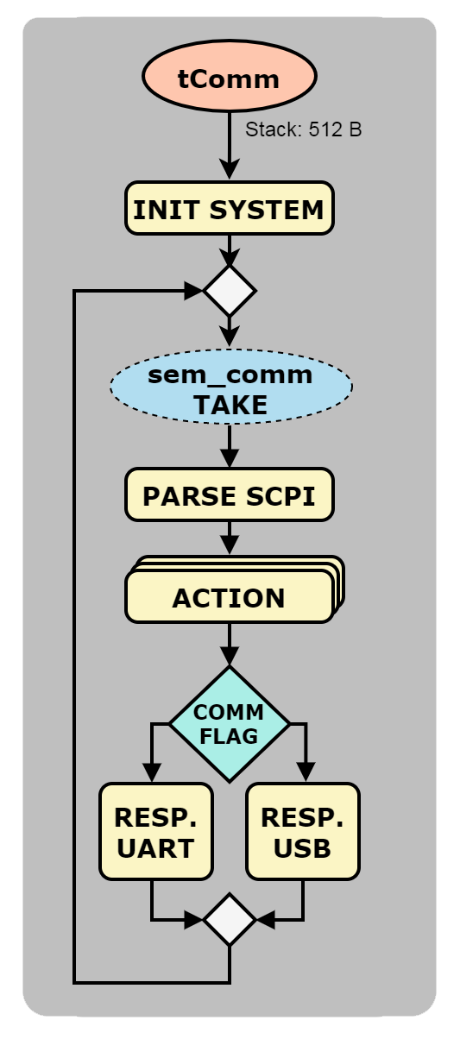 tComm
Stack: 512 B
INIT SYSTEM
sem_comm
TAKE
PARSE SCPI
ACTION
COMM
FLAG
RESP.
UART
RESP.
USB